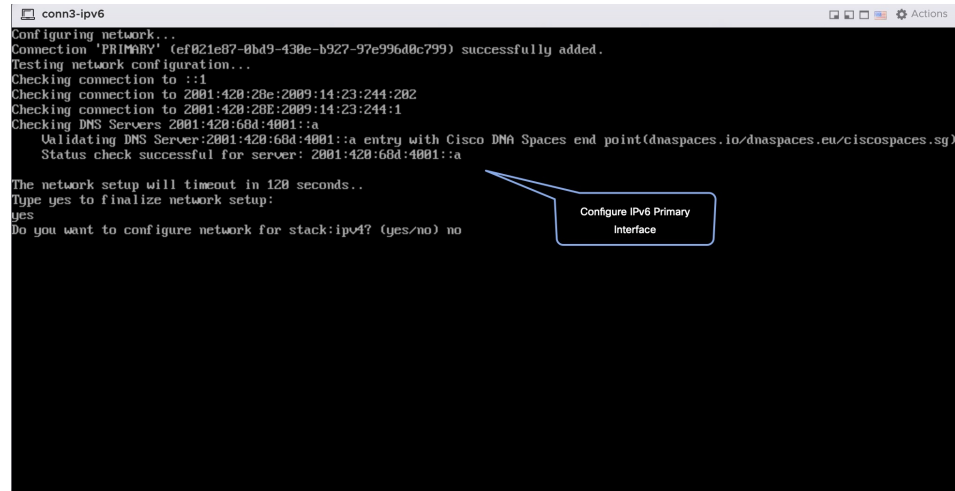 conn3-ipv6
Actions
Configuring network...
Connection 'PRIMARY' (ef021e87-0bd9-430e-b927-97e996d0c799) successfully added.
Testing network configuration...
Checking connection to ::1
Checking connection to 2001:420:28e:2009:14:23:244:202
Checking connection to 2001:420:28E:2009:14:23:244:1
Checking DNS Servers 2001:420:68d:4001::a
Validating DNS Server:2001:420:68d:4001::a entry with Cisco DNA Spaces end point(dnaspaces.io/dnaspaces.eu/ciscospaces.sg)
Status check successful for server: 2001:420:68d:4001::a
The network setup will timeout in 120 seconds..
Type yes to finalize network setup:
yes
Do you want to configure network for stack:ipv4? (yes/no) no
Configure IPv6 Primary
Interface